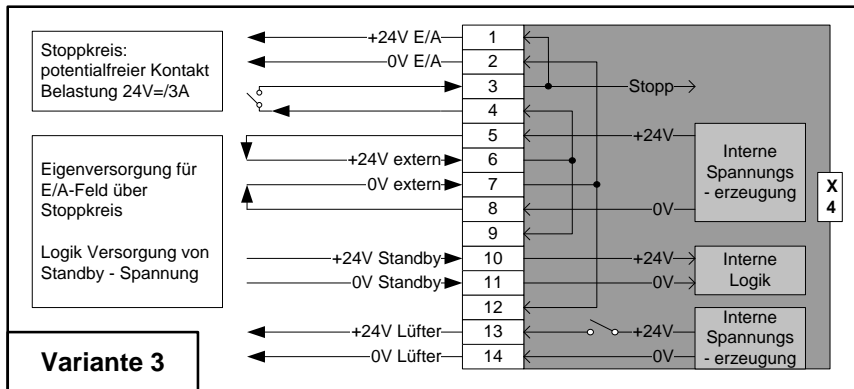 Stoppkreis:
potentialfreier Kontakt
Belastung 24V=/3A
Eigenversorgung für
E/A-Feld über
Stoppkreis
Logik Versorgung von
Standby - Spannung
Variante 3
+24V E/A
0V E/A
+24V extern
0V extern
+24V Standby
0V Standby
+24V Lüfter
0V Lüfter
1
2
3
4
5
6
7
8
9
10
11
12
13
14
Stopp
+24V
0V
+24V
0V
+24V
0V
Interne
Spannungs
- erzeugung
Interne
Logik
Interne
Spannungs
- erzeugung
X
4